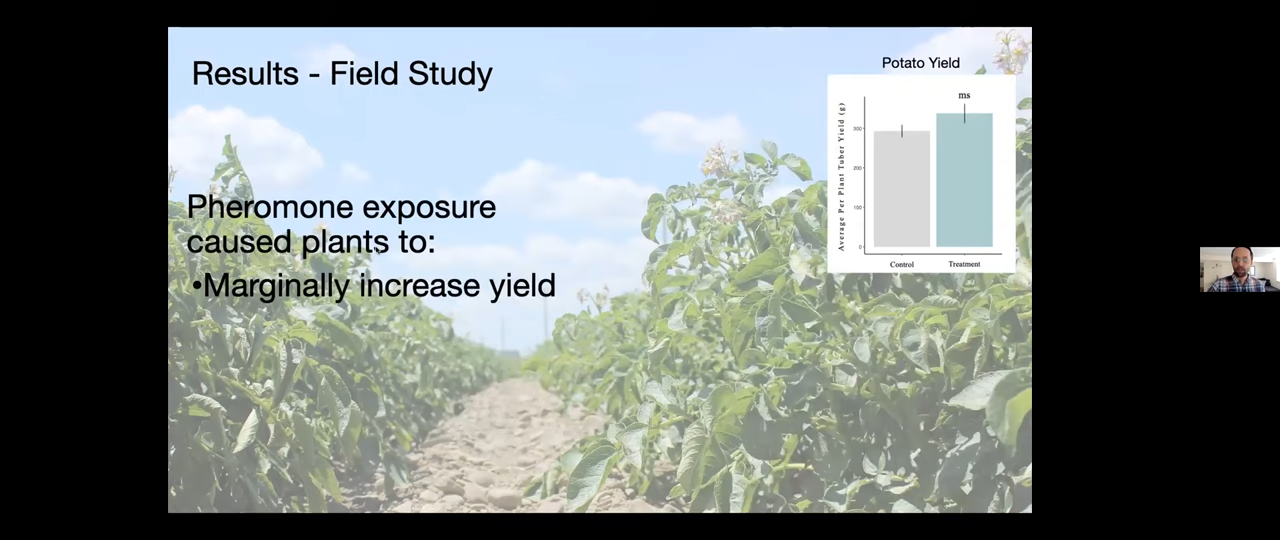 Results - Field Study
Potato Yield
ms
Average Per Plant Tuber Yield (g)
300
200
100
0
Control
Treatment
Pheromone exposure
caused plants to:
•Marginally increase yield